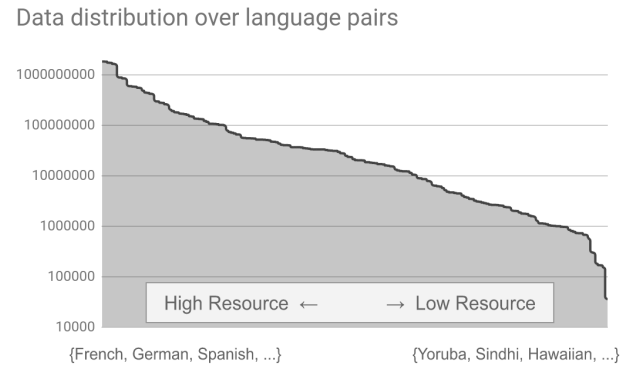 Data distribution over language pairs
1000000000
100000000
10000000
1000000
100000
10000
High Resource ← → Low Resource
{French, German, Spanish, ...} {Yoruba, Sindhi, Hawaiian, ...}